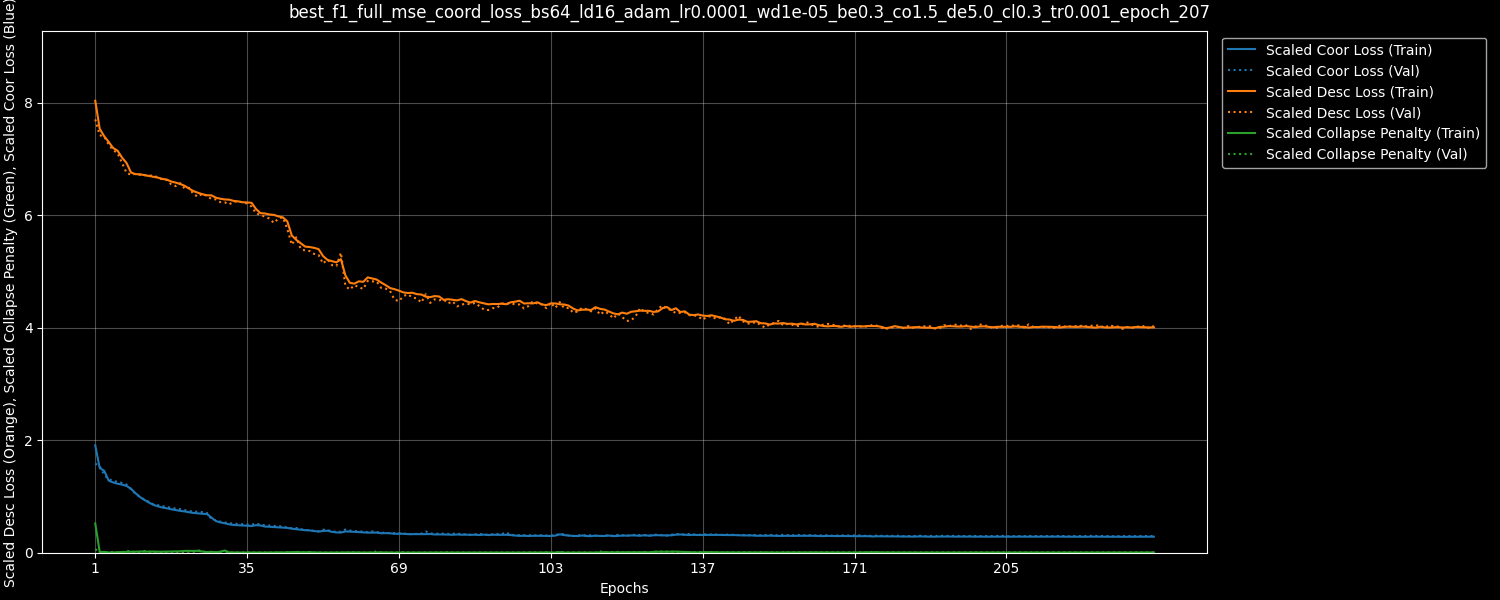 best_f1_full_mse_coord_loss_bs64_ld16_adam_lr0.0001_wd1e-05_be0.3_co1.5_de5.0_cl0.3_tr0.001_epoch_207
Scaled Desc Loss (Orange), Scaled Collapse Penalty (Green), Scaled Coor Loss (Blue)
8
6
4
2
0
1
35
69
103
137
171
205
Epochs
Scaled Coor Loss (Train)
Scaled Coor Loss (Val)
Scaled Desc Loss (Train)
Scaled Desc Loss (Val)
Scaled Collapse Penalty (Train)
Scaled Collapse Penalty (Val)